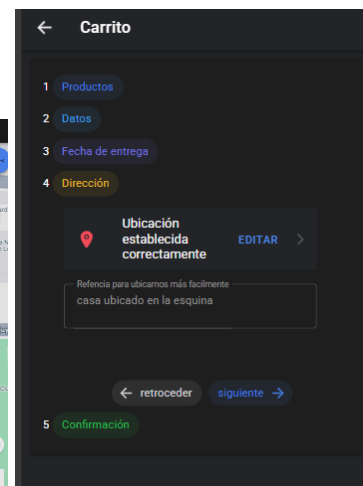 Carrito
1 Productos
2 Datos
3 Fecha de entrega
4 Dirección
Ubicación
establecida
correctamente
EDITAR
Refencia para ubicarnos más facilmente
casa ubicado en la esquina
retroceder
siguiente
5 Confirmación